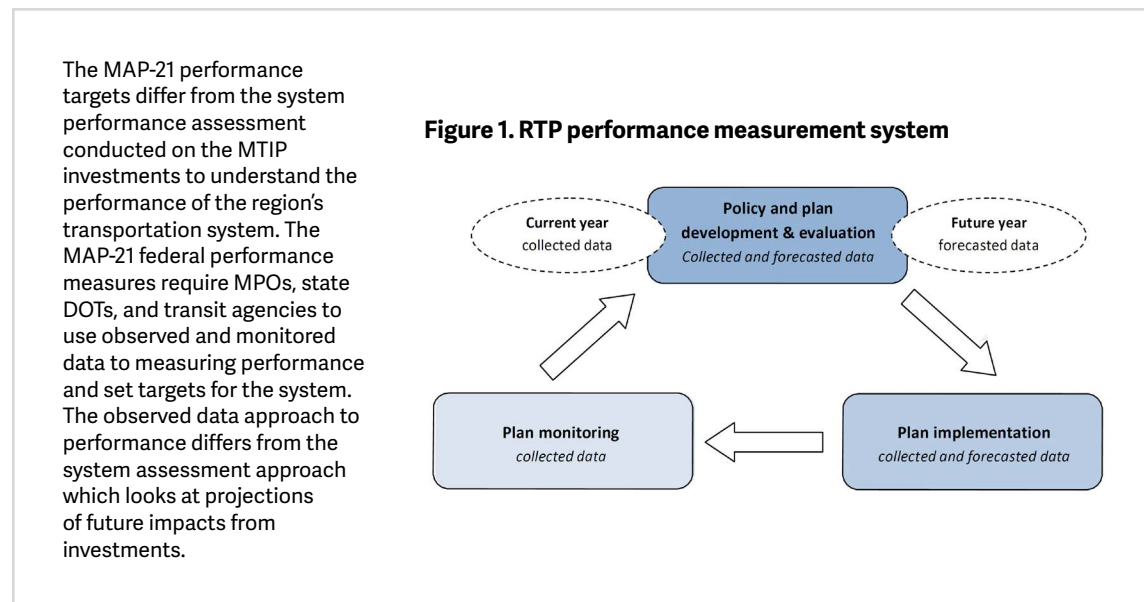 The MAP-21 performance
targets differ from the system
performance assessment
conducted on the MTIP
investments to understand the
performance of the region's
transportation system. The
MAP-21 federal performance
measures require MPOs, state
DOTs, and transit agencies to
use observed and monitored
data to measuring performance
and set targets for the system.
The observed data approach to
performance differs from the
system assessment approach
which looks at projections
of future impacts from
investments.
Figure 1. RTP performance measurement system
Current year
collected data
Policy and plan
development & evaluation
Collected and forecasted data
Future year
forecasted data
Plan monitoring
collected data
Plan implementation
collected and forecasted data